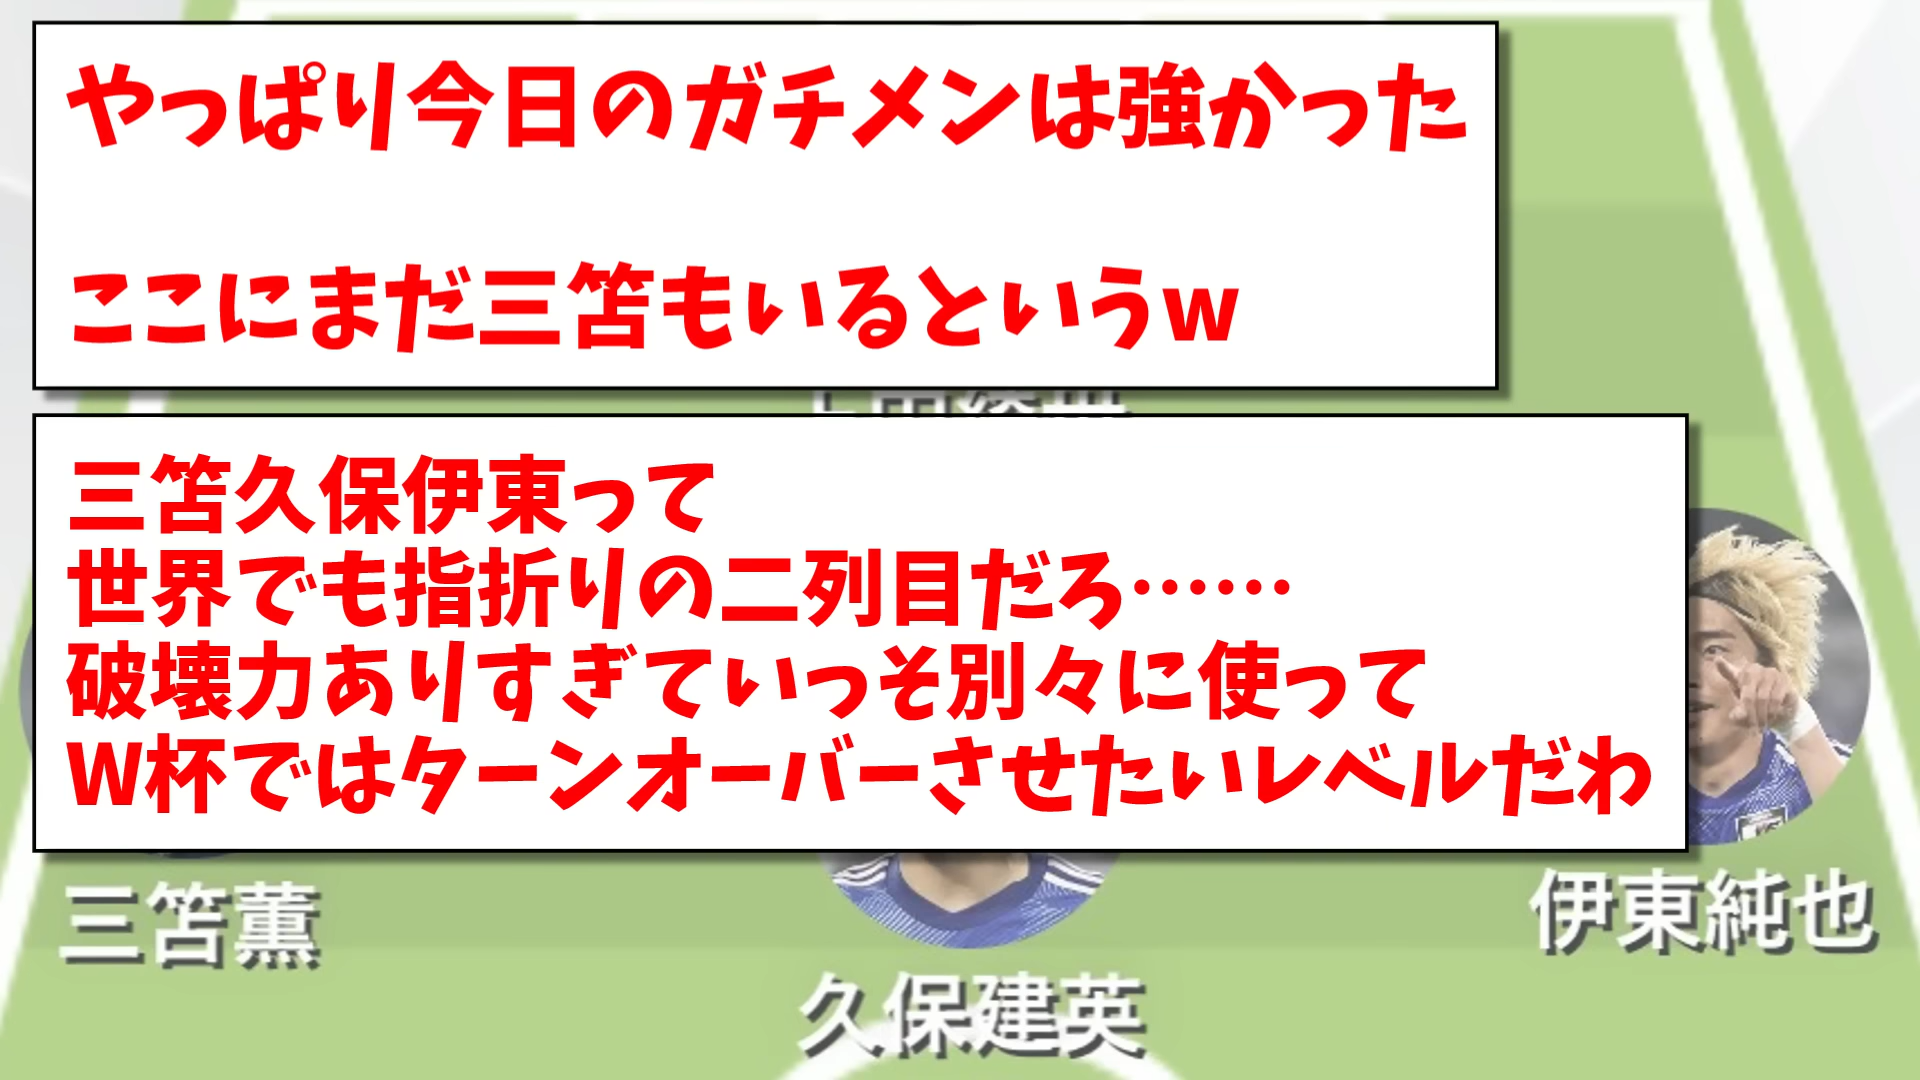 やっぱり今日のガチメンは強かった
ここにまだ三笘もいるというw
三笘久保伊東って
世界でも指折りの二列目だろ……
破壊力ありすぎていっそ別々に使って
W杯ではターンオーバーさせたいレベルだわ
三笘薫
伊東純也
久保建英